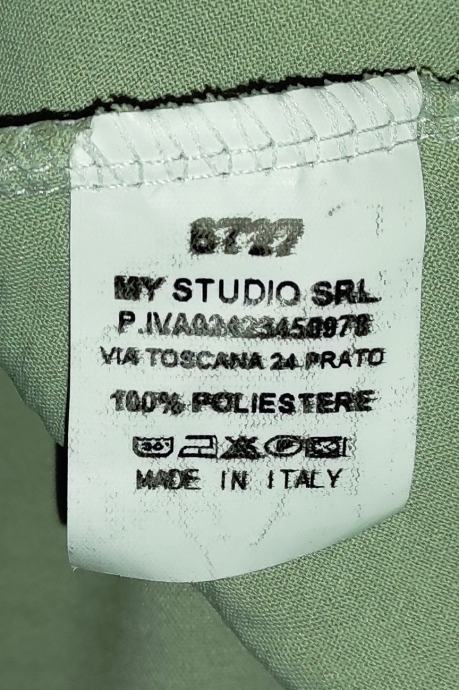 MY STUDIO SRL
VIA TOSCANA 24 PRATO
100% POLIESTERE
MADE IN ITALY